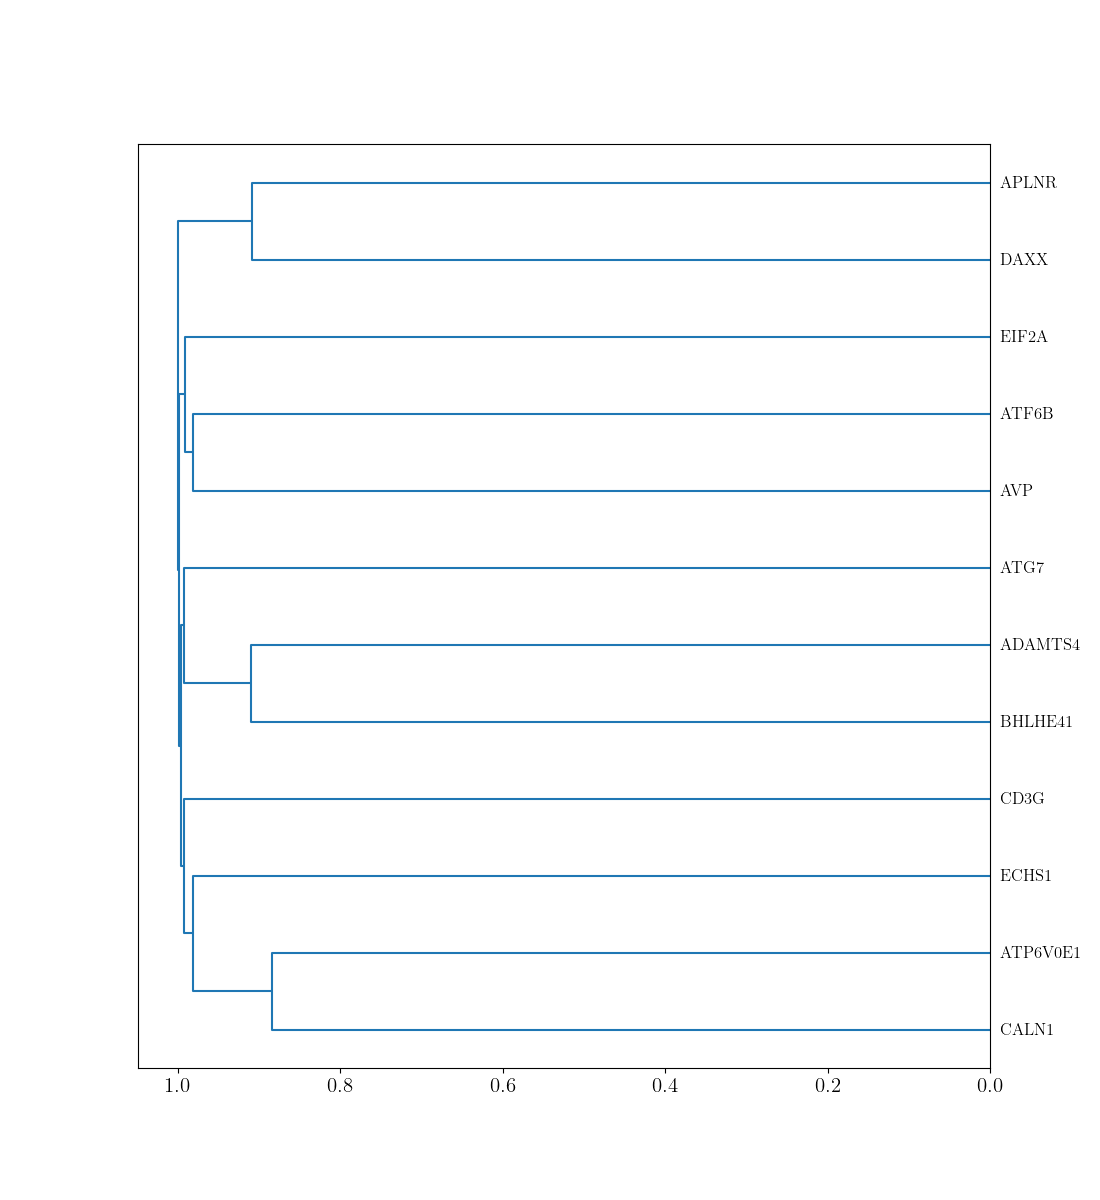 APLNR
DAXX
EIF2A
ATF6B
AVP
ATG7
ADAMTS4
BHLHE41
CD3G
ECHS1
ATP6V0E1
CALN1
1.0 0.8 0.6 0.4 0.2 0.0